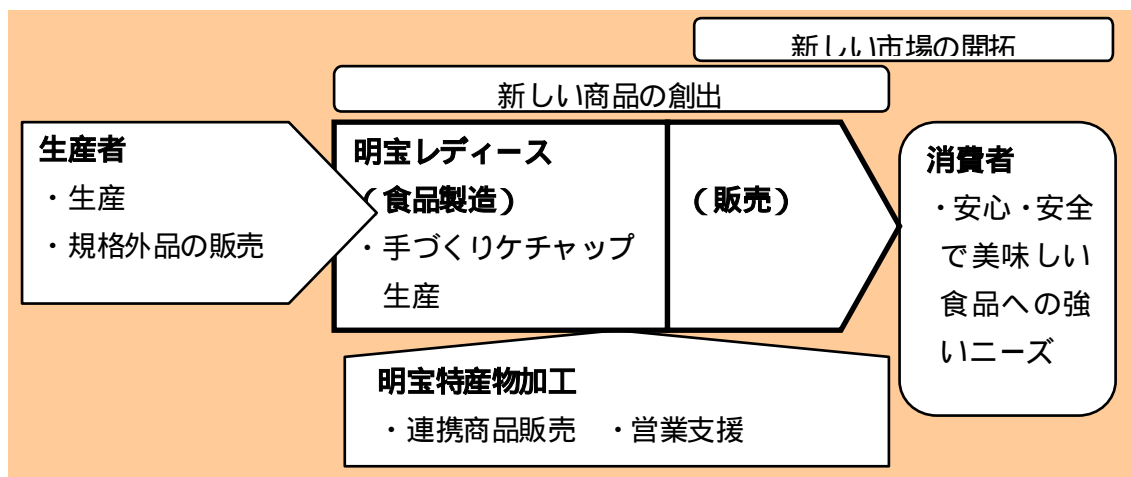 新しい市場の開拓
新しい商品の創出
生産者
・生産
・規格外品の販売
明宝レディース
（食品製造）
・手づくりケチャップ
生産
（販売）
消費者
・安心・安全
で美味しい
食品への強
いニーズ
明宝特産物加工
・連携商品販売　・営業支援